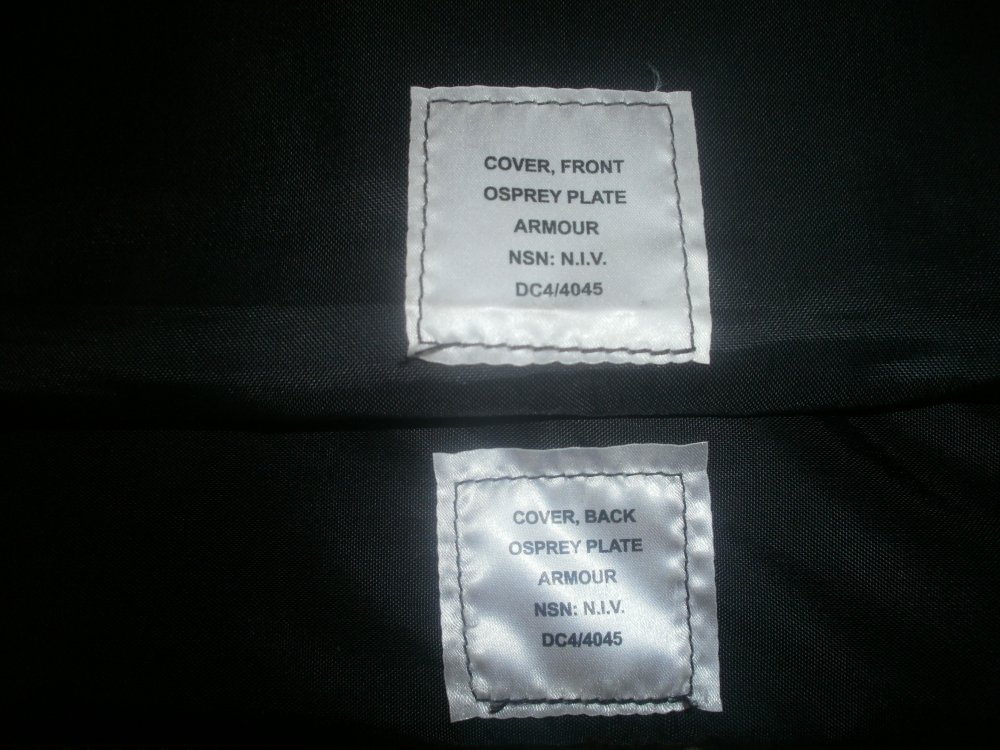 COVER, FRONT
OSPREY PLATE
ARMOUR
NSN: N.I.V.
DC4/4045
COVER, BACK
OSPREY PLATE
ARMOUR
NSN: N.I.V.
DC4/4045